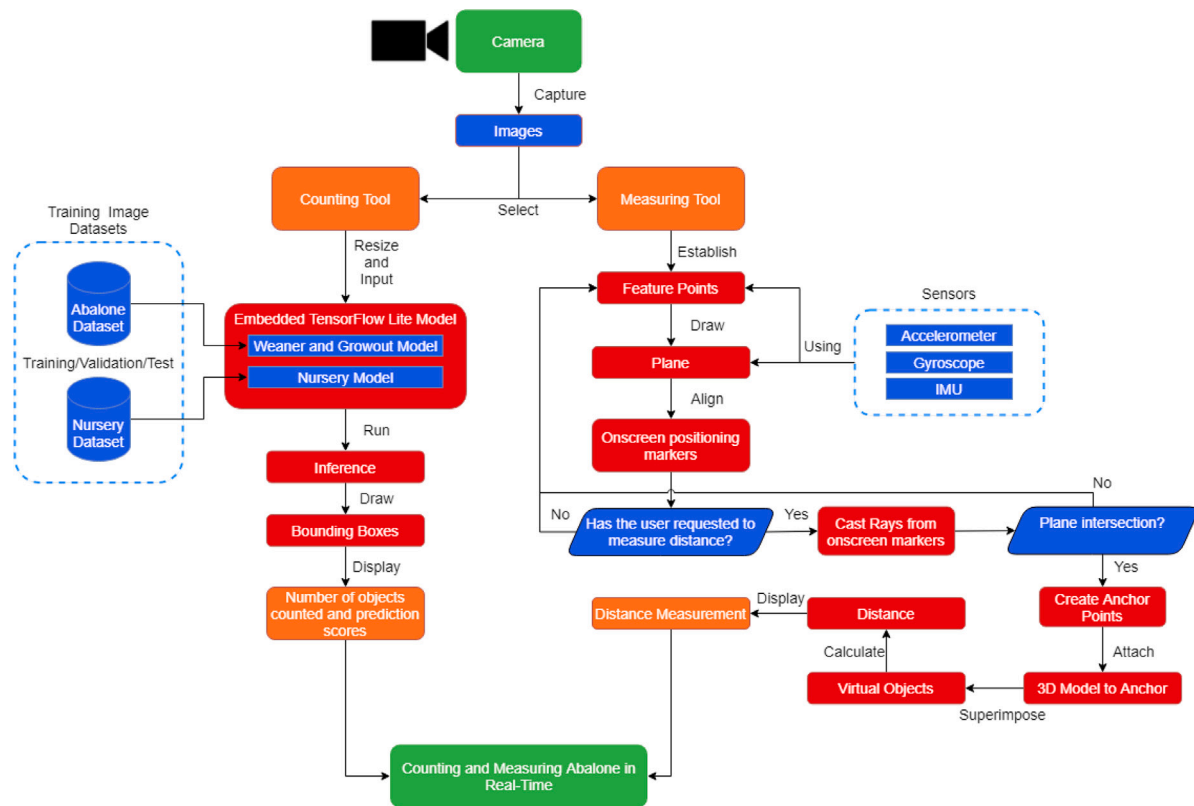 Camera
Capture
Images
Counting Tool
Select
Measuring Tool
Training Image
Datasets
Resize
and
Input
Establish
Abalone
Dataset
Training/Validation/Test
Nursery
Dataset
Embedded TensorFlow Lite Model
Weaner and Growout Model
Nursery Model
Feature Points
Draw
Plane
Using
Sensors
Accelerometer
Gyroscope
IMU
Align
Onscreen positioning
markers
Run
Inference
Draw
Bounding Boxes
Display
Number of objects
counted and prediction
scores
No
Has the user requested to
measure distance?
Yes
Cast Rays from
onscreen markers
No
Plane intersection?
Yes
Create Anchor
Points
Attach
3D Model to Anchor
Superimpose
Virtual Objects
Calculate
Distance
Display
Distance Measurement
Counting and Measuring Abalone in
Real-Time